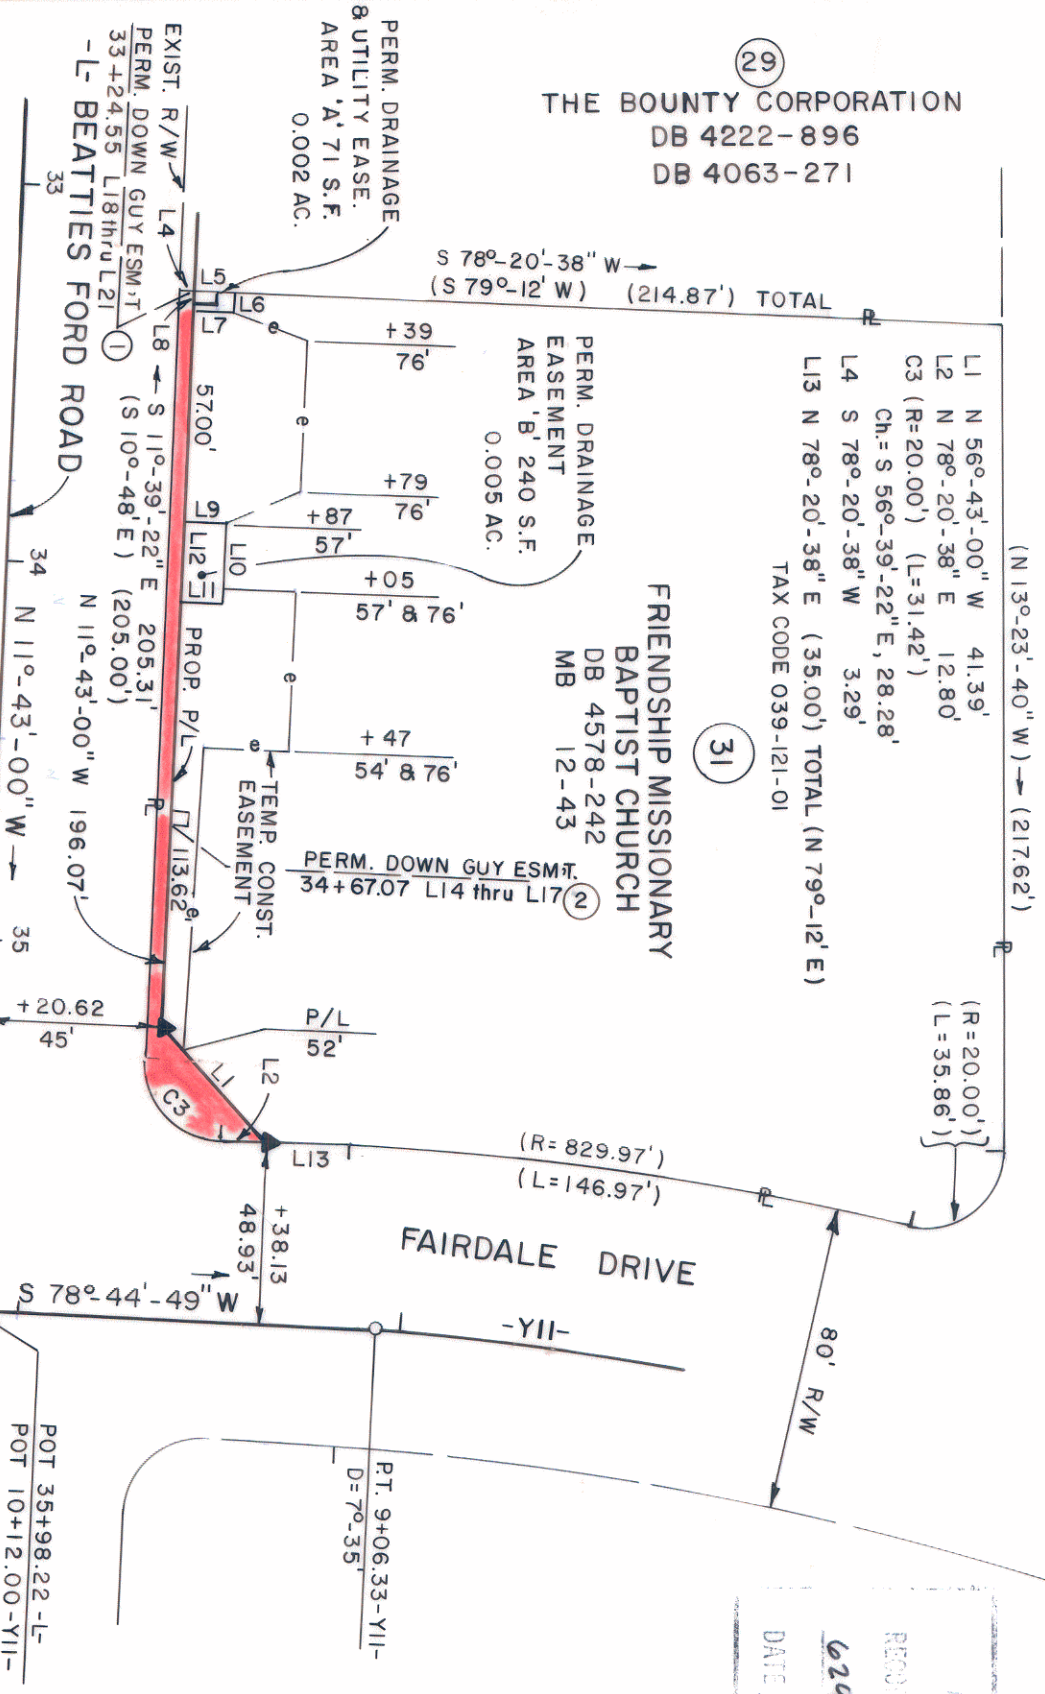 29
THE BOUNTY CORPORATION
DB 4222-896
DB 4063-271
PERM. DRAINAGE
& UTILITY EASE.
AREA 'A' 71 S.F.
0.002 AC.
EXIST. R/W
PERM. DOWN GUY ESM'T
33+24.55 L18 thru L21
1
-L- BEATTIES FORD ROAD
33
34
35
N 11°-43'-00" W
L4
L5
L6
L7
L8
S 78°-20'-38" W
(S 79°-12' W) (214.87') TOTAL
PL
S 11°-39'-22" E 205.31'
(S 10°-48' E) (205.00')
N 11°-43'-00" W 196.07'
57.00'
e
+39
76'
e
+79
76'
+87
57'
L9
L10
L11
L12
+05
57' & 76'
e
PERM. DRAINAGE
EASEMENT
AREA 'B' 240 S.F.
0.005 AC.
L1 N 56°-43'-00" W 41.39'
L2 N 78°-20'-38" E 12.80'
C3 (R=20.00') (L=31.42')
Ch.= S 56°-39'-22" E, 28.28'
L4 S 78°-20'-38" W 3.29'
L13 N 78°-20'-38" E (35.00') TOTAL (N 79°-12' E)
TAX CODE 039-121-01
(N 13°-23'-40" W) (217.62')
PL
31
FRIENDSHIP MISSIONARY
BAPTIST CHURCH
DB 4578-242
MB 12-43
PROP. P/L
PL
113.62'
e
+47
54' & 76'
TEMP. CONST.
EASEMENT
e
PERM. DOWN GUY ESM'T.
34+67.07 L14 thru L17
2
P/L
52'
+20.62
45'
L1
L2
C3
L13
(R=20.00')
(L=35.86')
(R=829.97')
(L=146.97')
PL
+38.13
48.93'
FAIRDALE DRIVE
S 78°-44'-49" W
-Y11-
80' R/W
P.T. 9+06.33-Y11-
D=7°-35'
POT 35+98.22 -L-
POT 10+12.00-Y11-
DATE